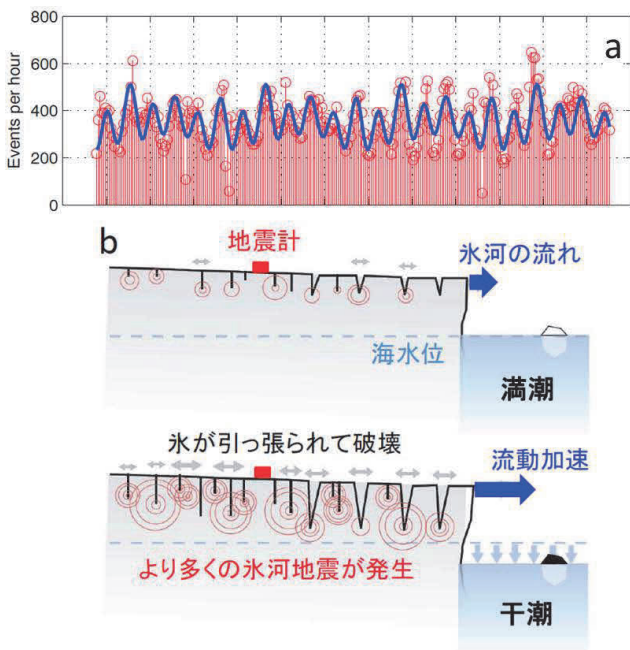 800
a
600
400
200
0
Events per hour
b
地震計
氷河の流れ
海水位
満潮
氷が引っ張られて破壊
流動加速
より多くの氷河地震が発生
干潮